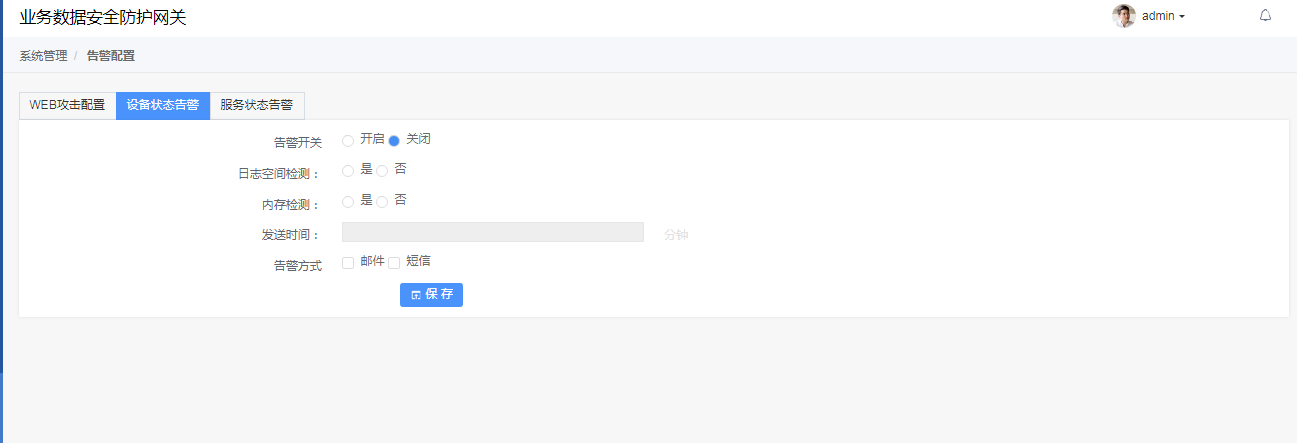 业务数据安全防护网关
admin
系统管理 / 告警配置
WEB攻击配置 设备状态告警 服务状态告警
告警开关 开启 关闭
日志空间检测： 是 否
内存检测： 是 否
发送时间： 分钟
告警方式 邮件 短信
保 存